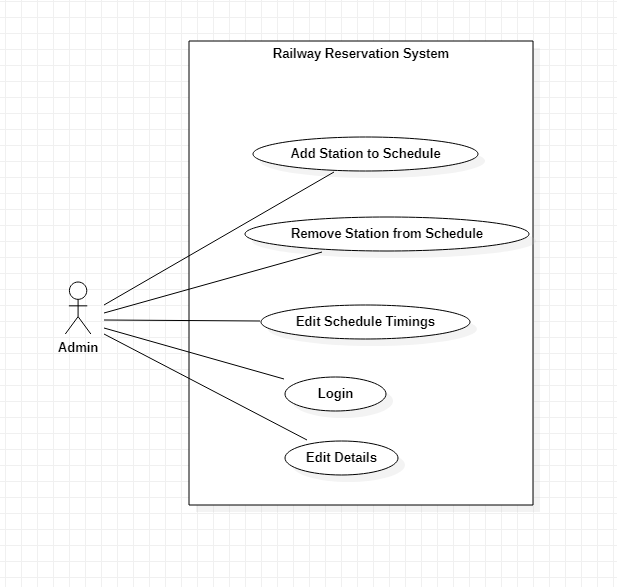 Railway Reservation System
Add Station to Schedule
Remove Station from Schedule
Edit Schedule Timings
Admin
Login
Edit Details